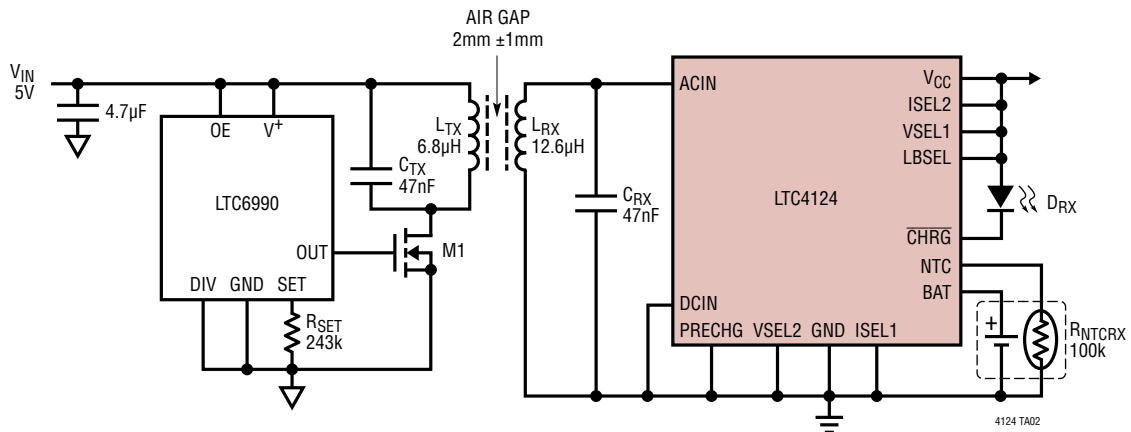 AIR GAP
2mm ±1mm
VIN
5V
4.7µF
OE
V+
LTC6990
OUT
DIV
GND
SET
RSET
243k
CTX
47nF
M1
LTX
6.8µH
LRX
12.6µH
CRX
47nF
ACIN
DCIN
LTC4124
PRECHG
VSEL2
GND
ISEL1
VCC
ISEL2
VSEL1
LBSEL
CHRG
NTC
BAT
DRX
+
RNTCRX
100k
4124 TA02